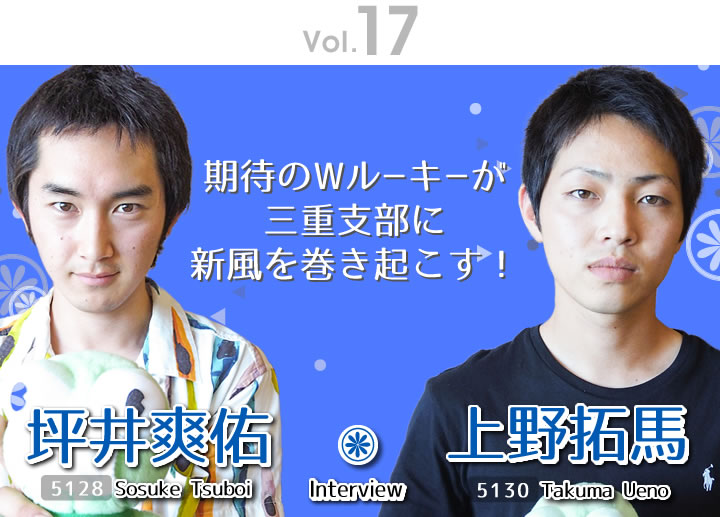 Vol.17
期待のWルーキーが
三重支部に
新風を巻き起こす！
坪井爽佑
5128 Sosuke Tsuboi
Interview
上野拓馬
5130 Takuma Ueno